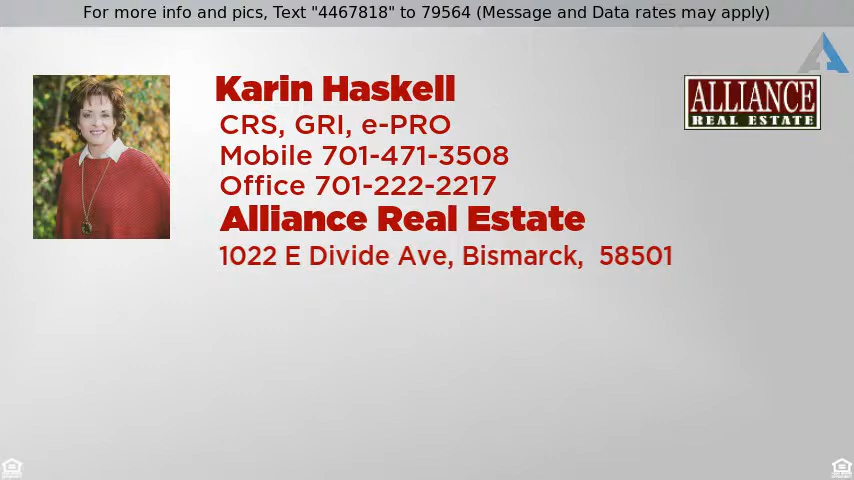 For more info and pics, Text "4467818" to 79564 (Message and Data rates may apply)
Karin Haskell
CRS, GRI, e-PRO
Mobile 701-471-3508
Office 701-222-2217
Alliance Real Estate
1022 E Divide Ave, Bismarck,  58501
ALLIANCE
REAL ESTATE